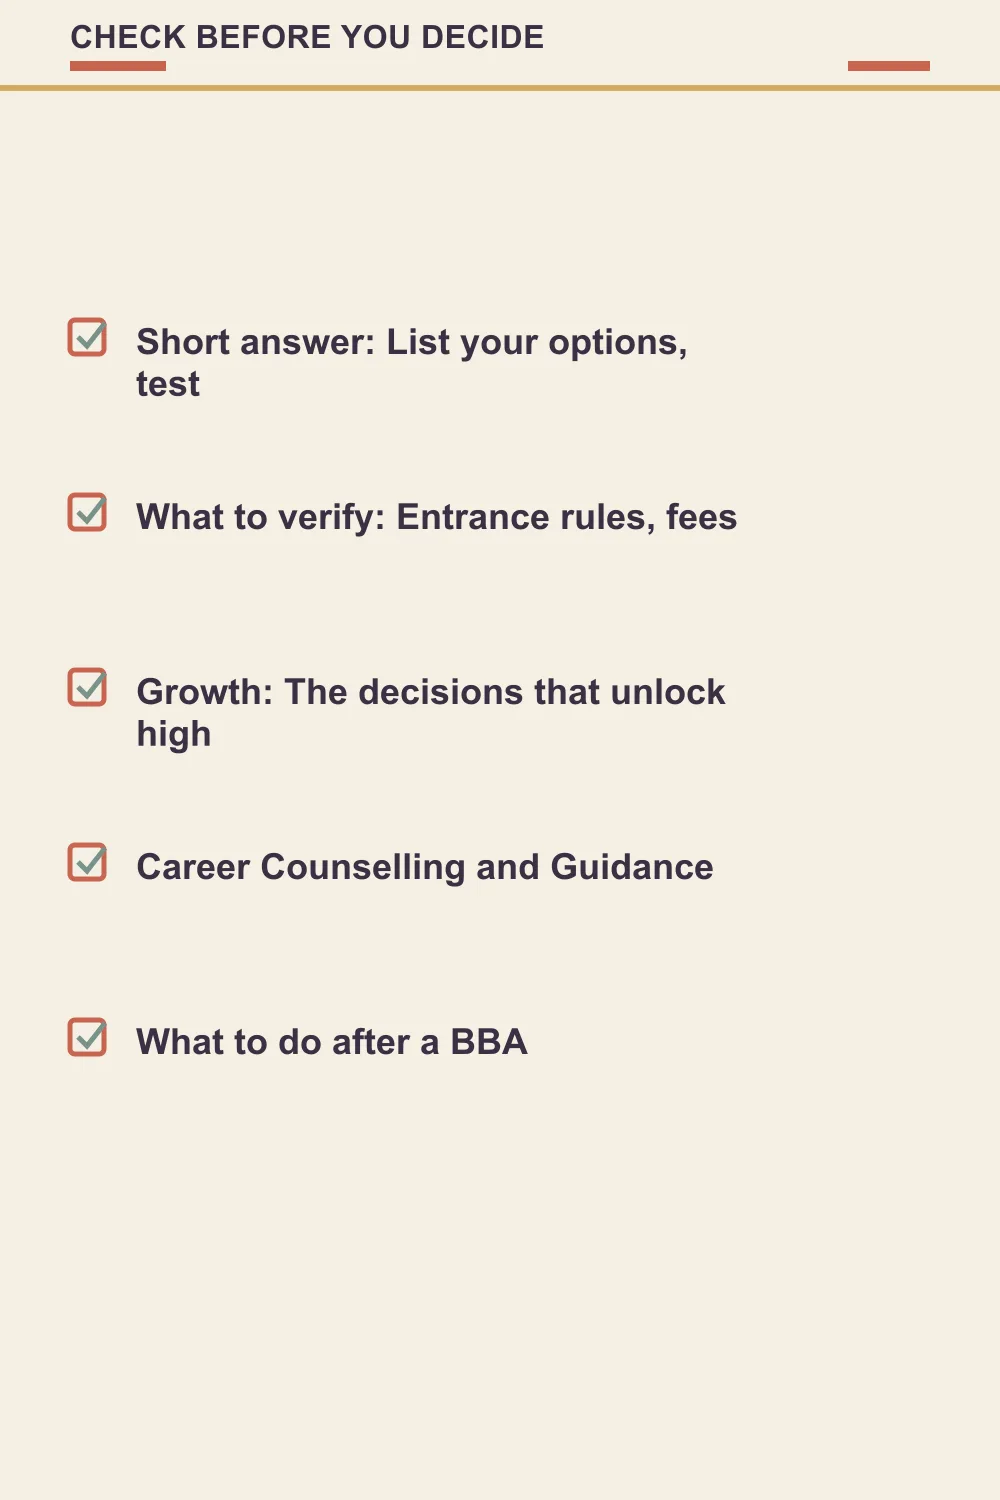 CHECK BEFORE YOU DECIDE
Short answer: List your options,
test
What to verify: Entrance rules, fees
Growth: The decisions that unlock
high
Career Counselling and Guidance
What to do after a BBA